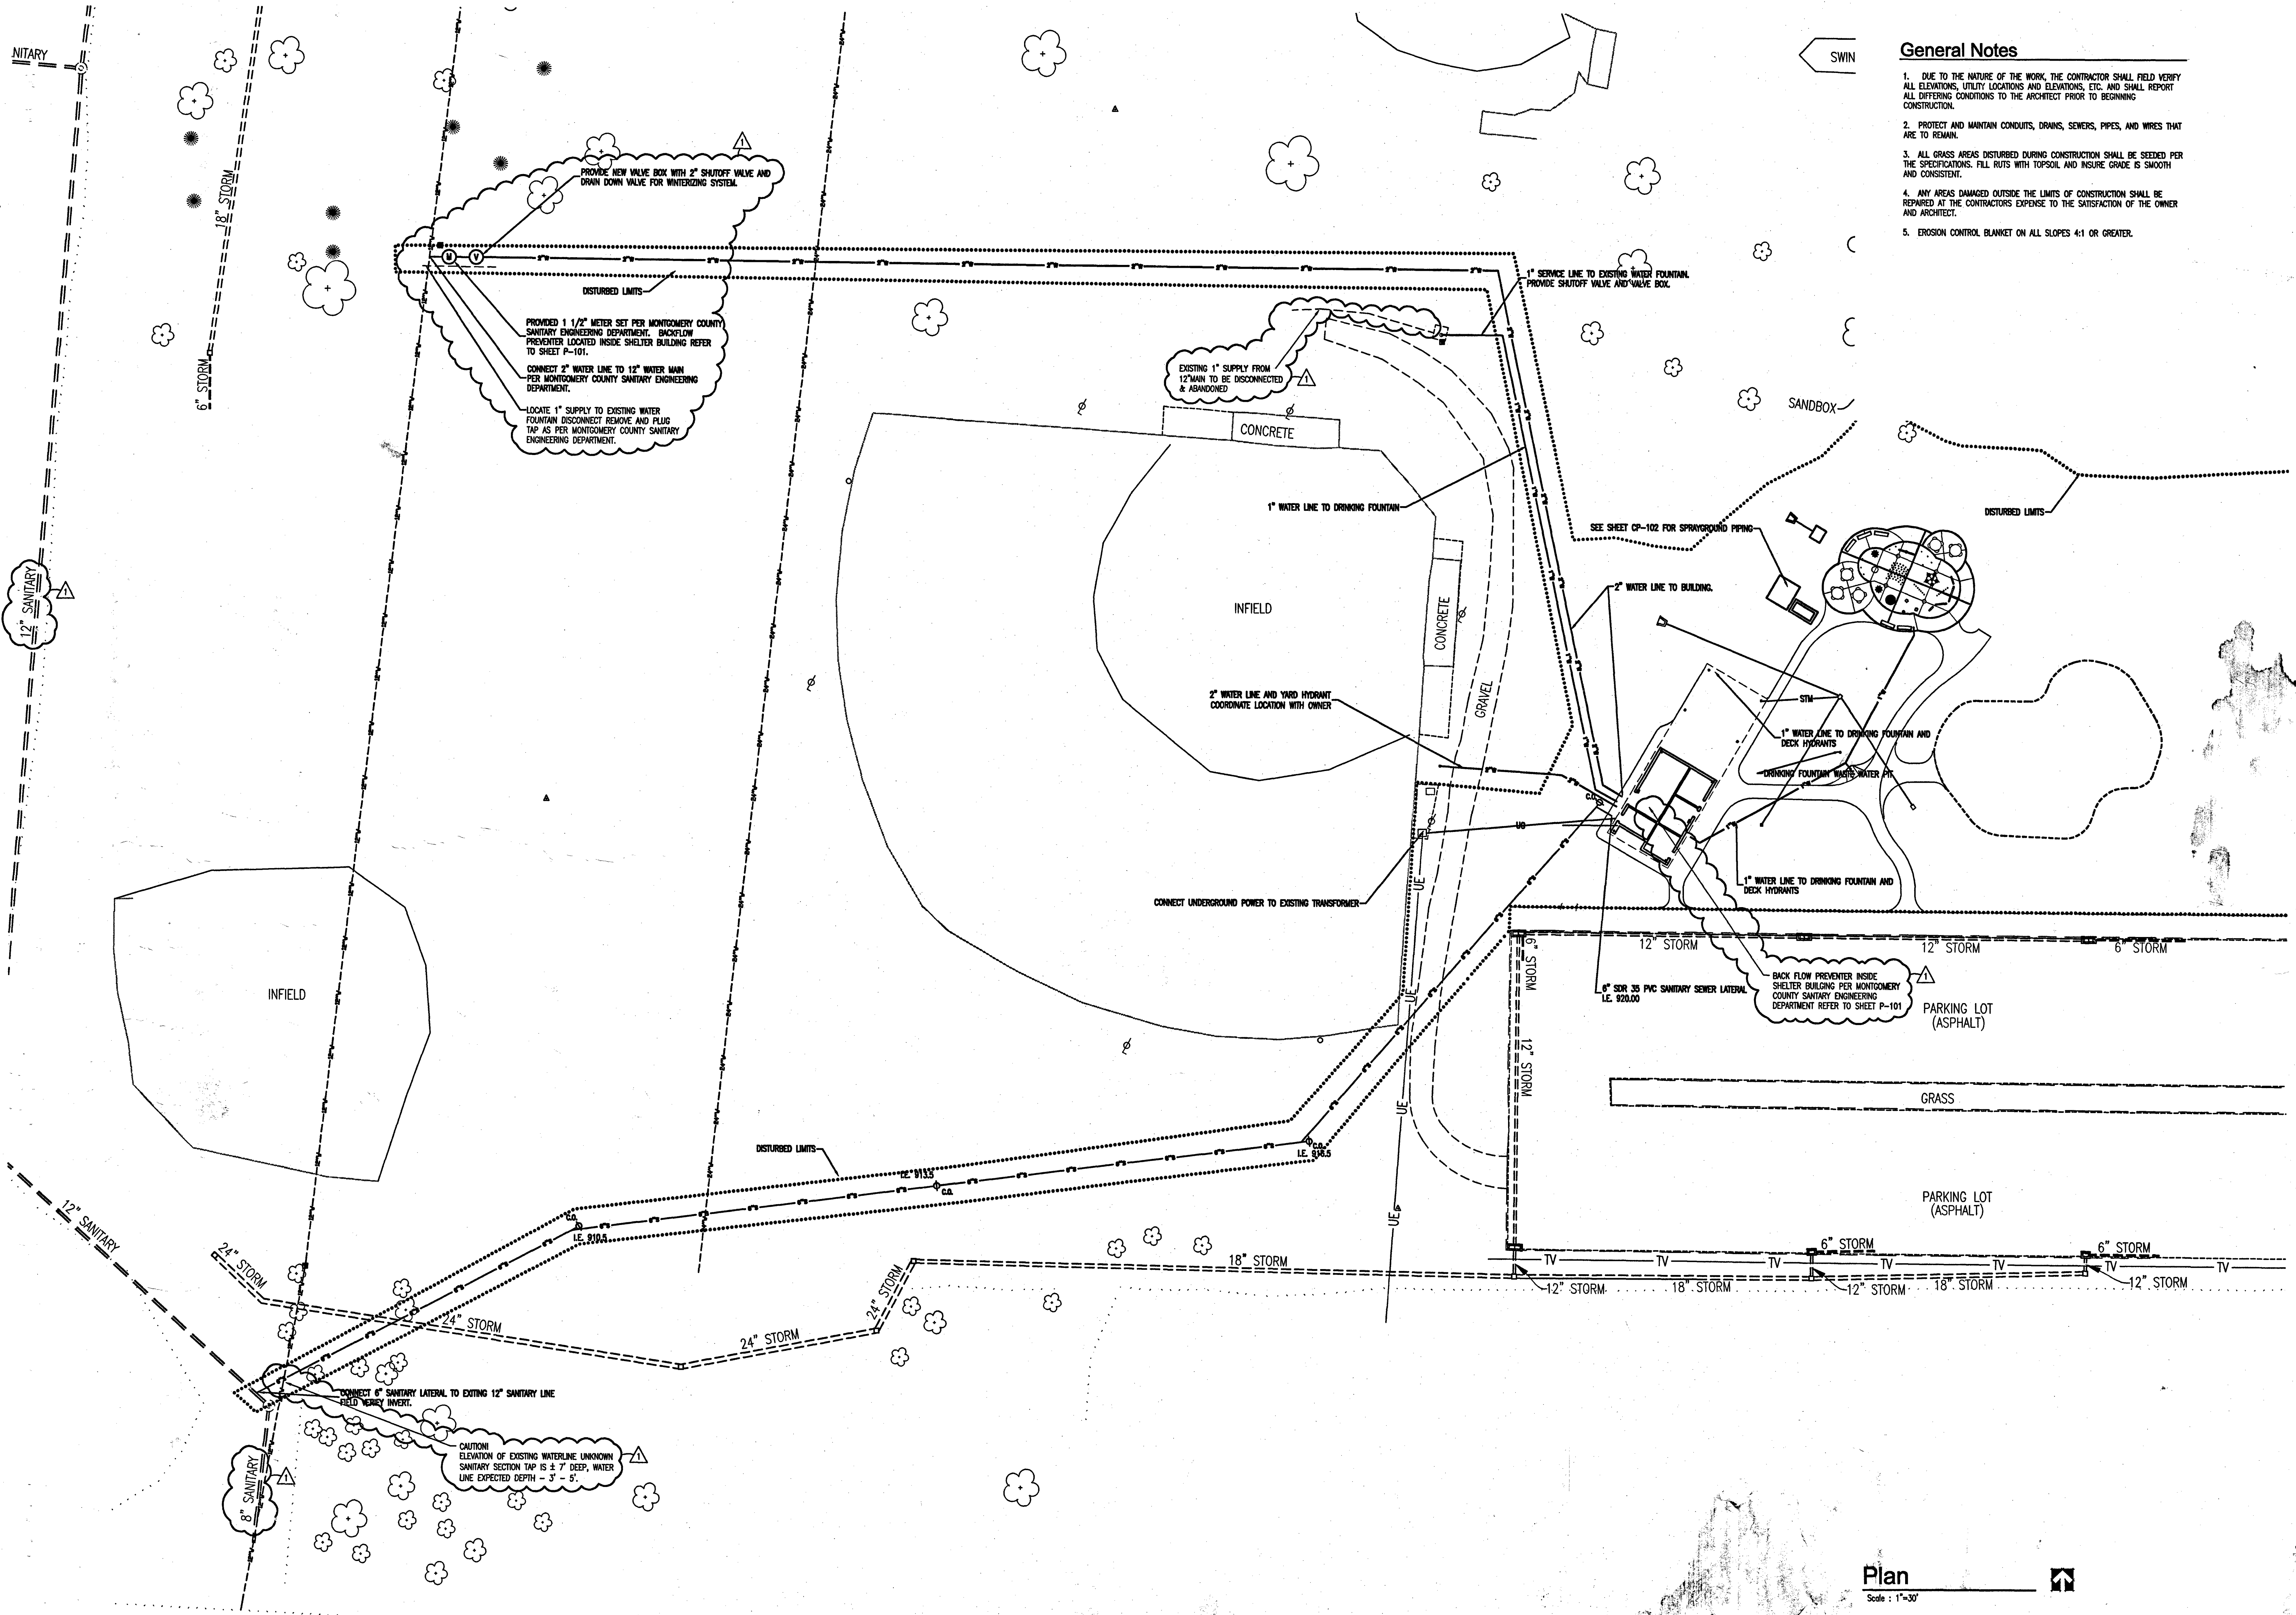 NITARY
18" STORM
6" STORM
12" SANITARY
SWIN
General Notes
1. DUE TO THE NATURE OF THE WORK, THE CONTRACTOR SHALL FIELD VERIFY
ALL ELEVATIONS, UTILITY LOCATIONS AND ELEVATIONS, ETC. AND SHALL REPORT
ALL DIFFERING CONDITIONS TO THE ARCHITECT PRIOR TO BEGINNING
CONSTRUCTION.
2. PROTECT AND MAINTAIN CONDUITS, DRAINS, SEWERS, PIPES, AND WIRES THAT
ARE TO REMAIN.
3. ALL GRASS AREAS DISTURBED DURING CONSTRUCTION SHALL BE SEEDED PER
THE SPECIFICATIONS. FILL RUTS WITH TOPSOIL AND INSURE GRADE IS SMOOTH
AND CONSISTENT.
4. ANY AREAS DAMAGED OUTSIDE THE LIMITS OF CONSTRUCTION SHALL BE
REPAIRED AT THE CONTRACTORS EXPENSE TO THE SATISFACTION OF THE OWNER
AND ARCHITECT.
5. EROSION CONTROL BLANKET ON ALL SLOPES 4:1 OR GREATER.
1
PROVIDE NEW VALVE BOX WITH 2" SHUTOFF VALVE AND
DRAIN DOWN VALVE FOR WINTERIZING SYSTEM.
M
V
DISTURBED LIMITS
PROVIDED 1 1/2" METER SET PER MONTGOMERY COUNTY
SANITARY ENGINEERING DEPARTMENT. BACKFLOW
PREVENTER LOCATED INSIDE SHELTER BUILDING REFER
TO SHEET P-101.
CONNECT 2" WATER LINE TO 12" WATER MAIN
PER MONTGOMERY COUNTY SANITARY ENGINEERING
DEPARTMENT.
LOCATE 1" SUPPLY TO EXISTING WATER
FOUNTAIN DISCONNECT REMOVE AND PLUG
TAP AS PER MONTGOMERY COUNTY SANITARY
ENGINEERING DEPARTMENT.
1" SERVICE LINE TO EXISTING WATER FOUNTAIN.
PROVIDE SHUTOFF VALVE AND VALVE BOX.
EXISTING 1" SUPPLY FROM
12"MAIN TO BE DISCONNECTED
& ABANDONED
1
SANDBOX
CONCRETE
1" WATER LINE TO DRINKING FOUNTAIN
DISTURBED LIMITS
SEE SHEET CP-102 FOR SPRAYGROUND PIPING
1
2" WATER LINE TO BUILDING.
INFIELD
CONCRETE
GRAVEL
2" WATER LINE AND YARD HYDRANT
COORDINATE LOCATION WITH OWNER
STM
1" WATER LINE TO DRINKING FOUNTAIN AND
DECK HYDRANTS
DRINKING FOUNTAIN WASTE WATER PIT
C.O.
UG
UE
1" WATER LINE TO DRINKING FOUNTAIN AND
DECK HYDRANTS
CONNECT UNDERGROUND POWER TO EXISTING TRANSFORMER
12" STORM
12" STORM
6" STORM
6" STORM
INFIELD
UE
6" SDR 35 PVC SANITARY SEWER LATERAL
I.E. 920.00
BACK FLOW PREVENTER INSIDE
SHELTER BUILGING PER MONTGOMERY
COUNTY SANTARY ENGINEERING
DEPARTMENT REFER TO SHEET P-101
1
PARKING LOT
(ASPHALT)
12" STORM
UE
GRASS
DISTURBED LIMITS
C.O.
I.E. 916.5
I.E. 913.5
C.O.
C.O.
I.E. 910.5
UE
PARKING LOT
(ASPHALT)
12" SANITARY
24" STORM
18" STORM
24" STORM
6" STORM
6" STORM
TV
TV
TV
TV
TV
TV
TV
12" STORM
18" STORM
12" STORM
18" STORM
12" STORM
24" STORM
24" STORM
CONNECT 6" SANITARY LATERAL TO EXITING 12" SANITARY LINE
FIELD VERIFY INVERT.
CAUTION!
ELEVATION OF EXISTING WATERLINE UNKNOWN
SANITARY SECTION TAP IS ± 7' DEEP, WATER
LINE EXPECTED DEPTH - 3' - 5'.
1
8" SANITARY
1
Plan
Scale : 1"=30'